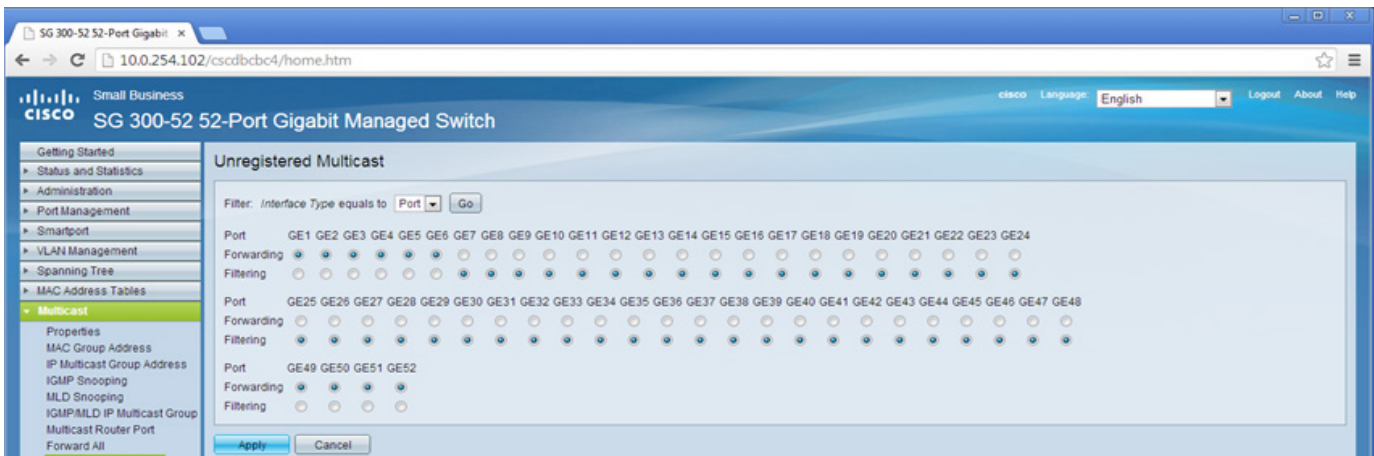 SG 300-52 52-Port Gigabit
10.0.254.102/cscdbcbc4/home.htm
Small Business
cisco Language: English Logout About Help
CISCO SG 300-52 52-Port Gigabit Managed Switch
Getting Started
Status and Statistics
Administration
Port Management
Smartport
VLAN Management
Spanning Tree
MAC Address Tables
Multicast
Properties
MAC Group Address
IP Multicast Group Address
IGMP Snooping
MLD Snooping
IGMP/MLD IP Multicast Group
Multicast Router Port
Forward All
Unregistered Multicast
Filter: Interface Type equals to Port Go
Port GE1 GE2 GE3 GE4 GE5 GE6 GE7 GE8 GE9 GE10 GE11 GE12 GE13 GE14 GE15 GE16 GE17 GE18 GE19 GE20 GE21 GE22 GE23 GE24
Forwarding
Filtering
Port GE25 GE26 GE27 GE28 GE29 GE30 GE31 GE32 GE33 GE34 GE35 GE36 GE37 GE38 GE39 GE40 GE41 GE42 GE43 GE44 GE45 GE46 GE47 GE48
Forwarding
Filtering
Port GE49 GE50 GE51 GE52
Forwarding
Filtering
Apply Cancel